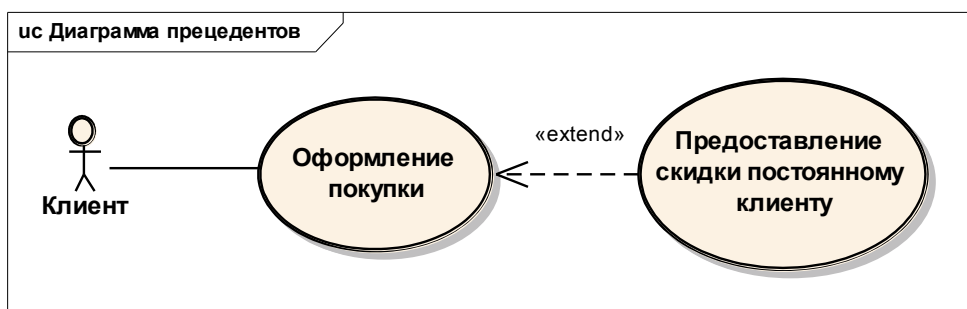 uc Диаграмма прецедентов
Клиент
Оформление
покупки
«extend»
Предоставление
скидки постоянному
клиенту